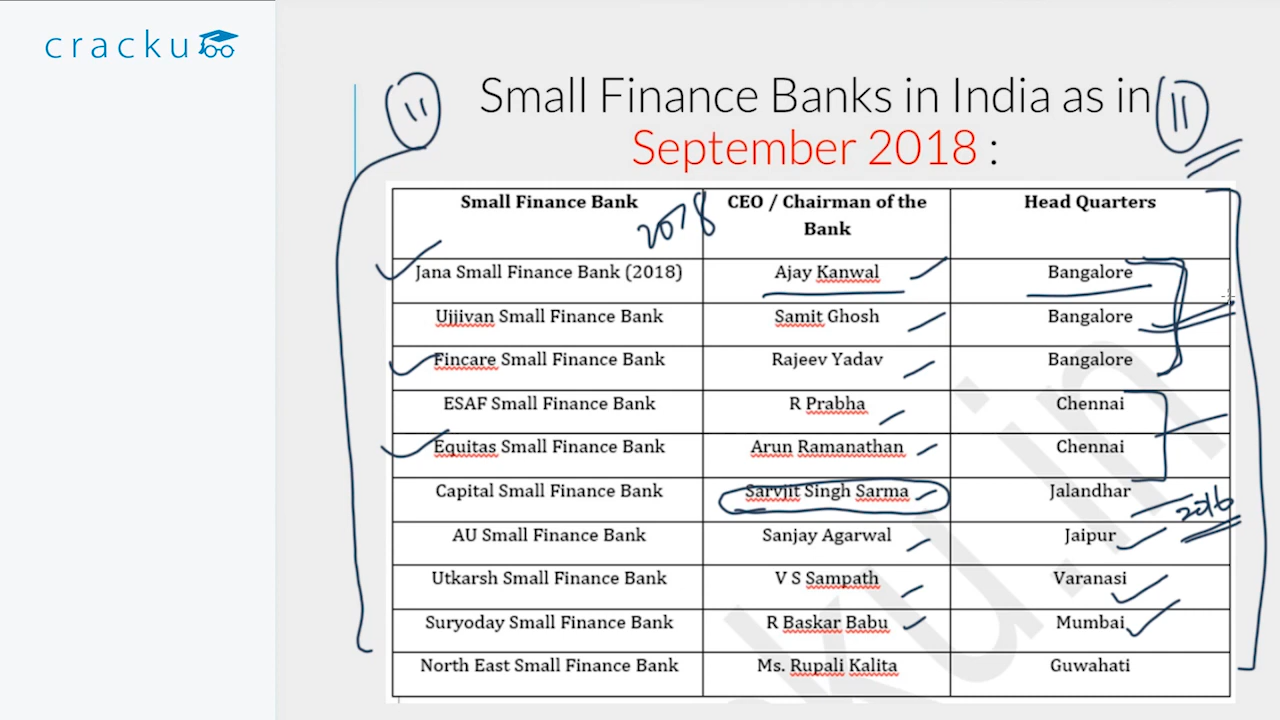 cracku
Small Finance Banks in India as in
September 2018 :
11
11
Small Finance Bank
CEO / Chairman of the Bank
Head Quarters
2018
Jana Small Finance Bank (2018) Ajay Kanwal Bangalore
Ujjivan Small Finance Bank Samit Ghosh Bangalore
Fincare Small Finance Bank Rajeev Yadav Bangalore
ESAF Small Finance Bank R Prabha Chennai
Equitas Small Finance Bank Arun Ramanathan Chennai
Capital Small Finance Bank Sarvjit Singh Sarma Jalandhar
2016
AU Small Finance Bank Sanjay Agarwal Jaipur
Utkarsh Small Finance Bank V S Sampath Varanasi
Suryoday Small Finance Bank R Baskar Babu Mumbai
North East Small Finance Bank Ms. Rupali Kalita Guwahati